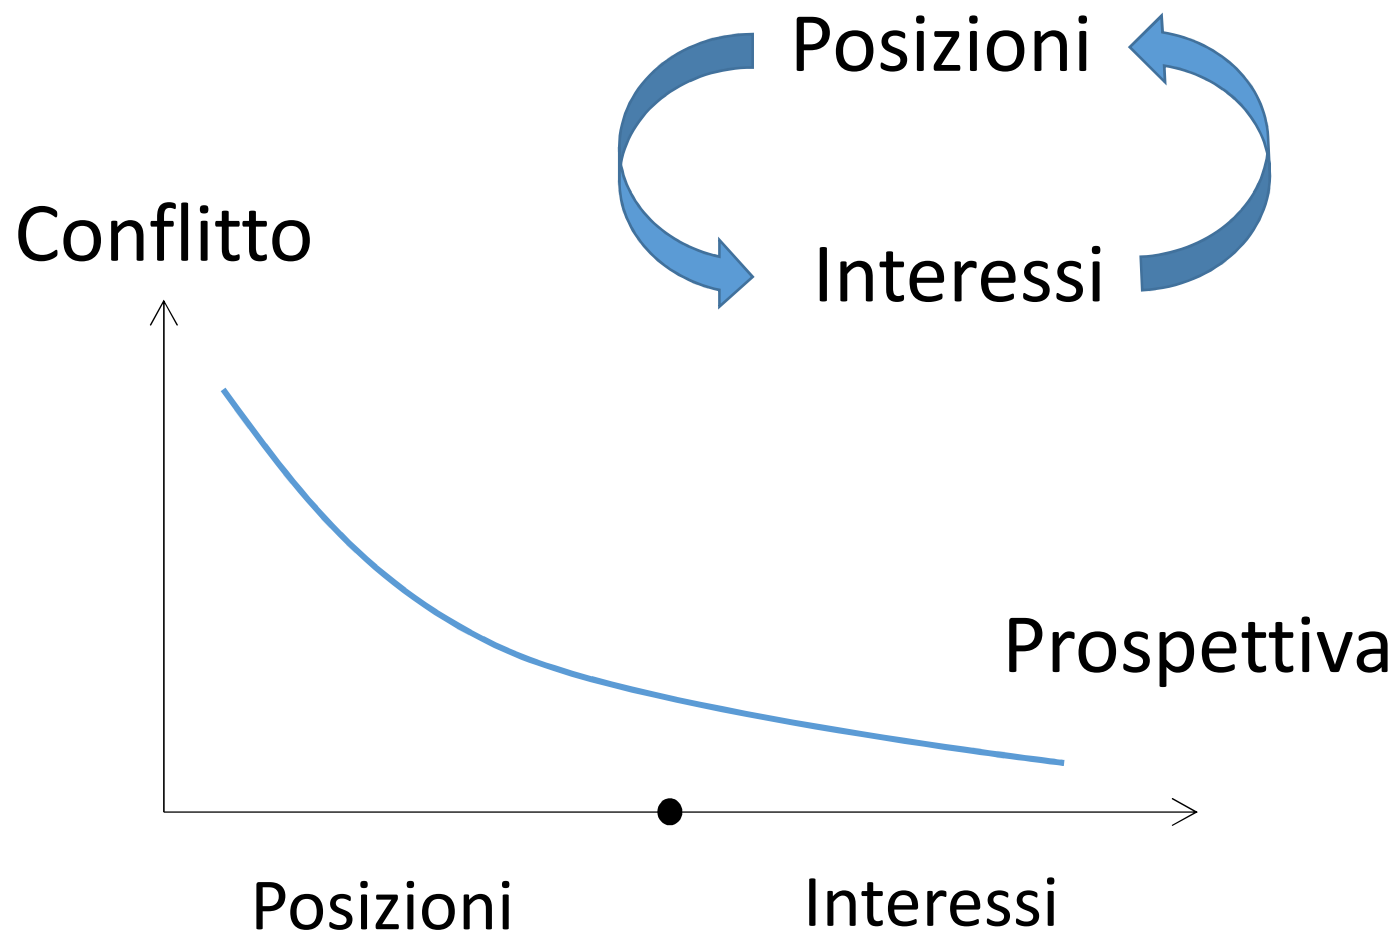 Posizioni
Interessi
Conflitto
Prospettiva
Posizioni
Interessi